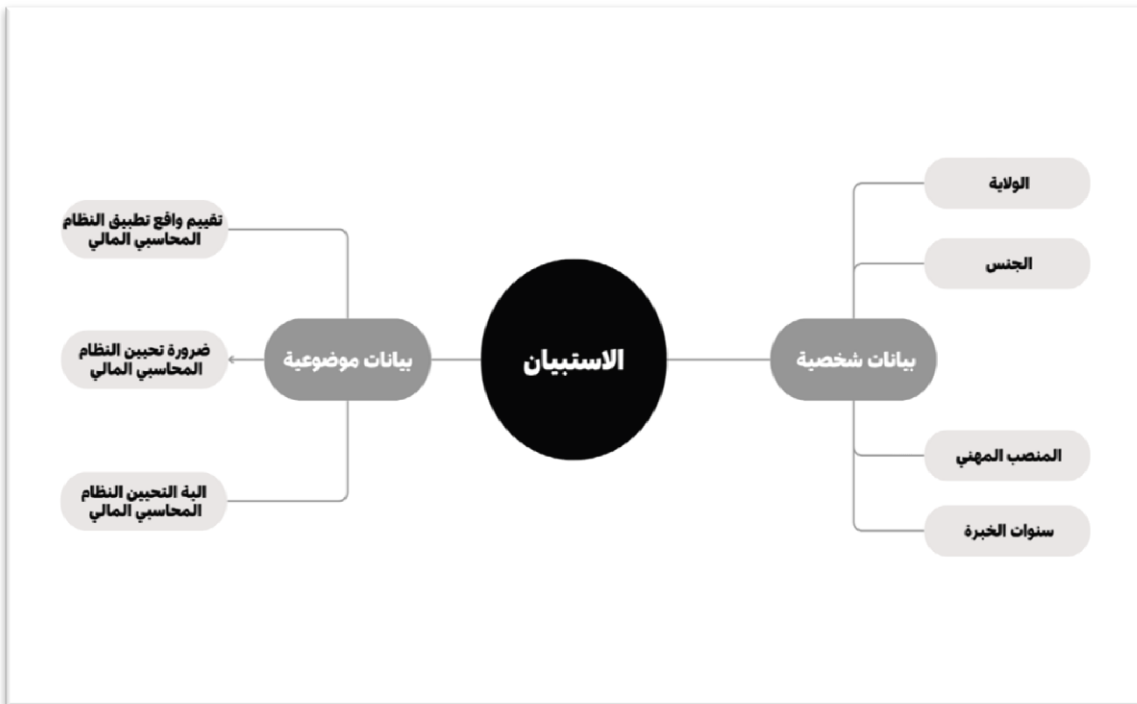 الاستبيان
بيانات شخصية
الولاية
الجنس
المنصب المهني
سنوات الخبرة
بيانات موضوعية
تقييم واقع تطبيق النظام
المحاسبي المالي
ضرورة تحيين النظام
المحاسبي المالي
الية التحيين النظام
المحاسبي المالي